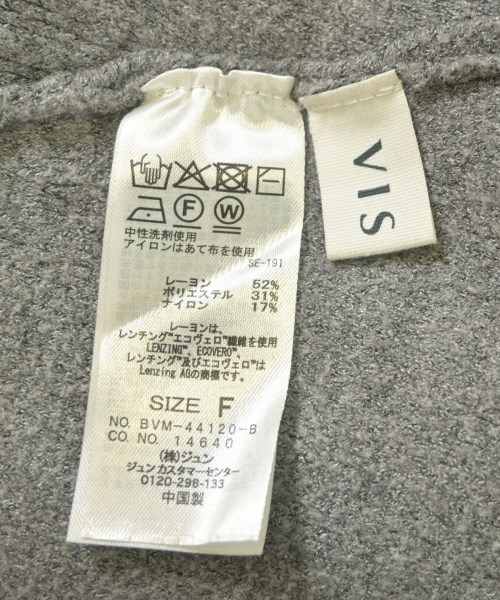 F W
中性洗剤使用
アイロンはあて布を使用
SE-191
レーヨン 52%
ポリエステル 31%
ナイロン 17%
レーヨンは、
レンチング™エコヴェロ™繊維を使用
LENZING™、ECOVERO™、
レンチング™及びエコヴェロ™は
Lenzing AGの商標です。
SIZE F
NO. BVM-44120-B
CO. NO. 14640
(株)ジュン
ジュンカスタマーセンター
0120-298-133
中国製
VIS